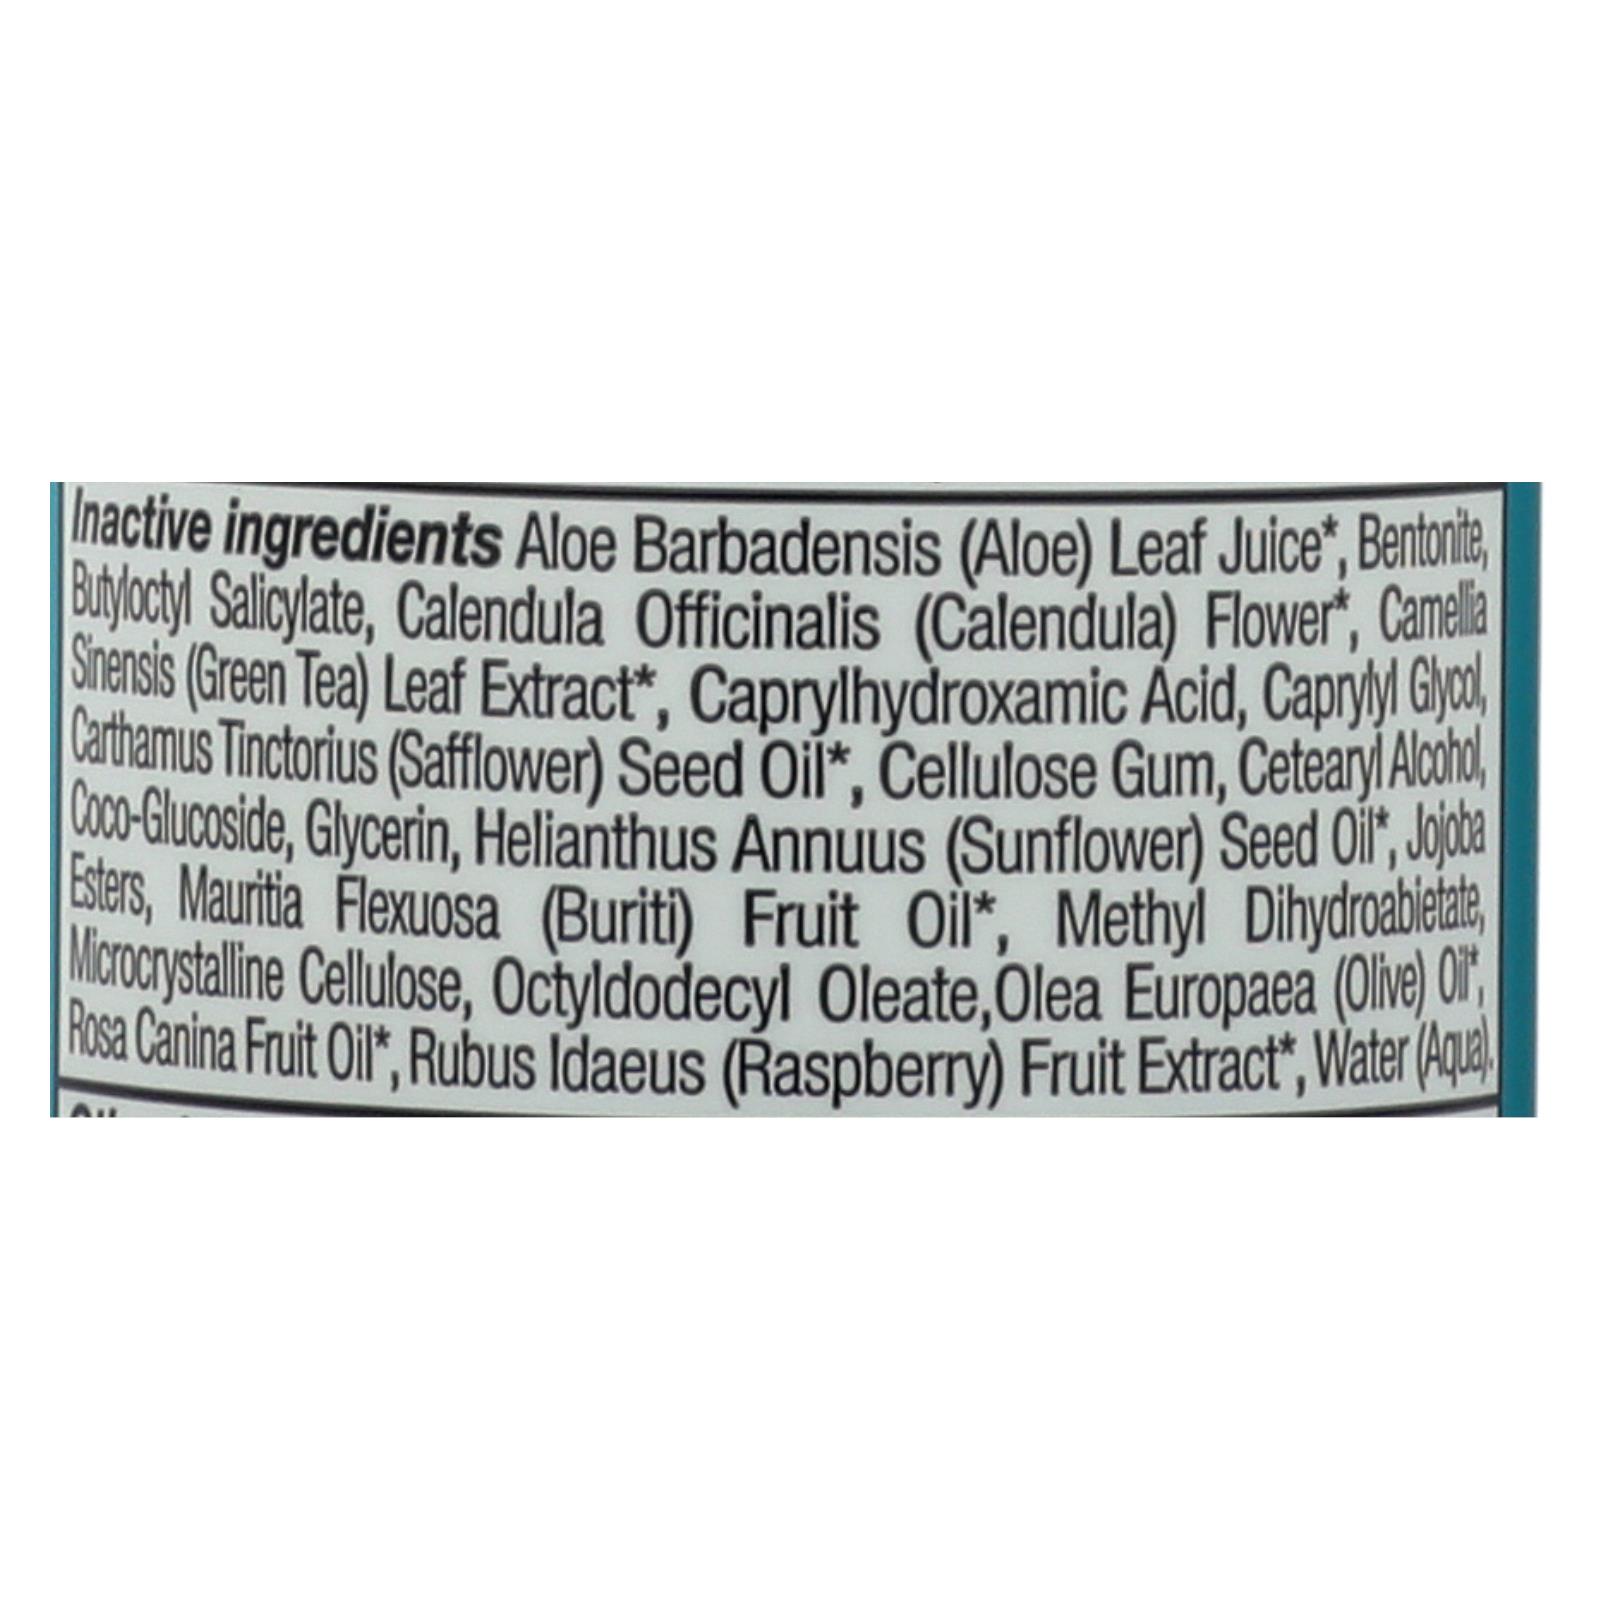 Inactive ingredients Aloe Barbadensis (Aloe) Leaf Juice*, Bentonite,
Butyloctyl Salicylate, Calendula Officinalis (Calendula) Flower*, Camellia
Sinensis (Green Tea) Leaf Extract*, Caprylhydroxamic Acid, Caprylyl Glycol,
Carthamus Tinctorius (Safflower) Seed Oil*, Cellulose Gum, Cetearyl Alcohol,
Coco-Glucoside, Glycerin, Helianthus Annuus (Sunflower) Seed Oil*, Jojoba
Esters, Mauritia Flexuosa (Buriti) Fruit Oil*, Methyl Dihydroabietate,
Microcrystalline Cellulose, Octyldodecyl Oleate,Olea Europaea (Olive) Oil*,
Rosa Canina Fruit Oil*, Rubus Idaeus (Raspberry) Fruit Extract*, Water (Aqua).